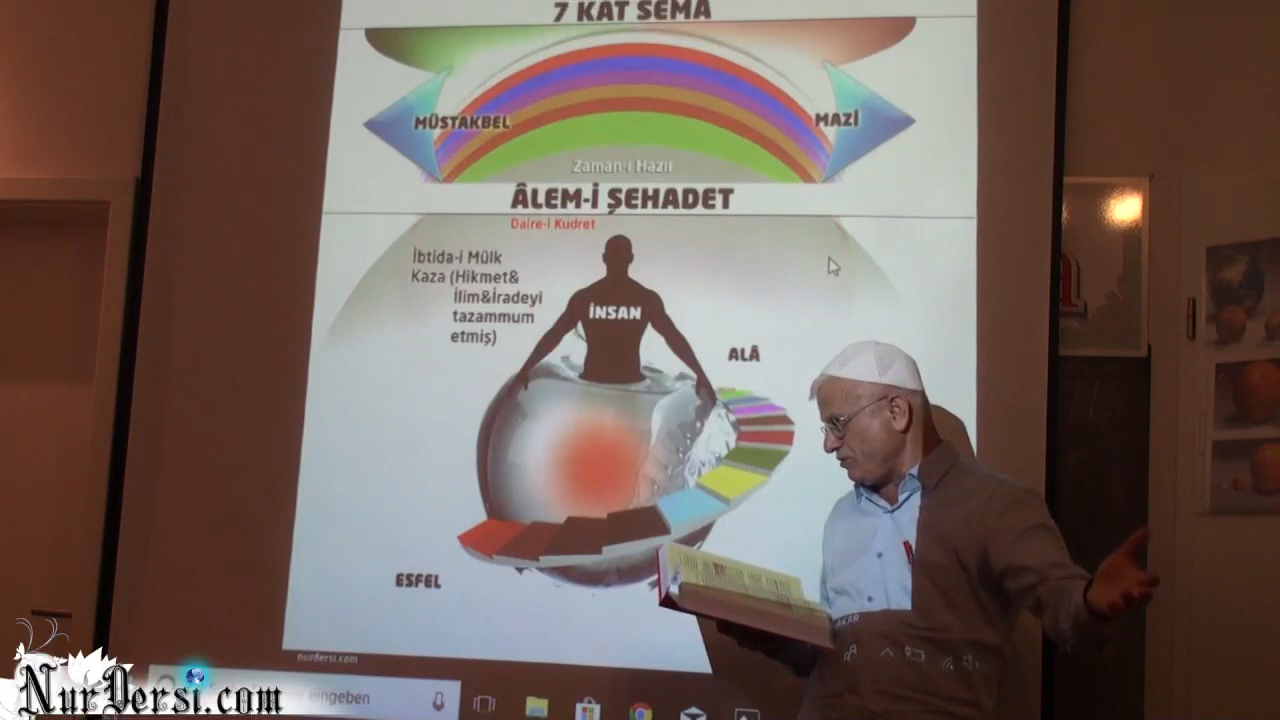 7 KAT SEMA
MÜSTAKBEL
MAZİ
Zaman-ı Hazır
ÂLEM-İ ŞEHADET
Daire-i Kudret
İbtida-i Mülk
Kaza (Hikmet&
İlim&İradeyi
tazammum
etmiş)
İNSAN
ALÂ
ESFEL
AKAR
nurdersi.com
eingeben
NurDersi.com